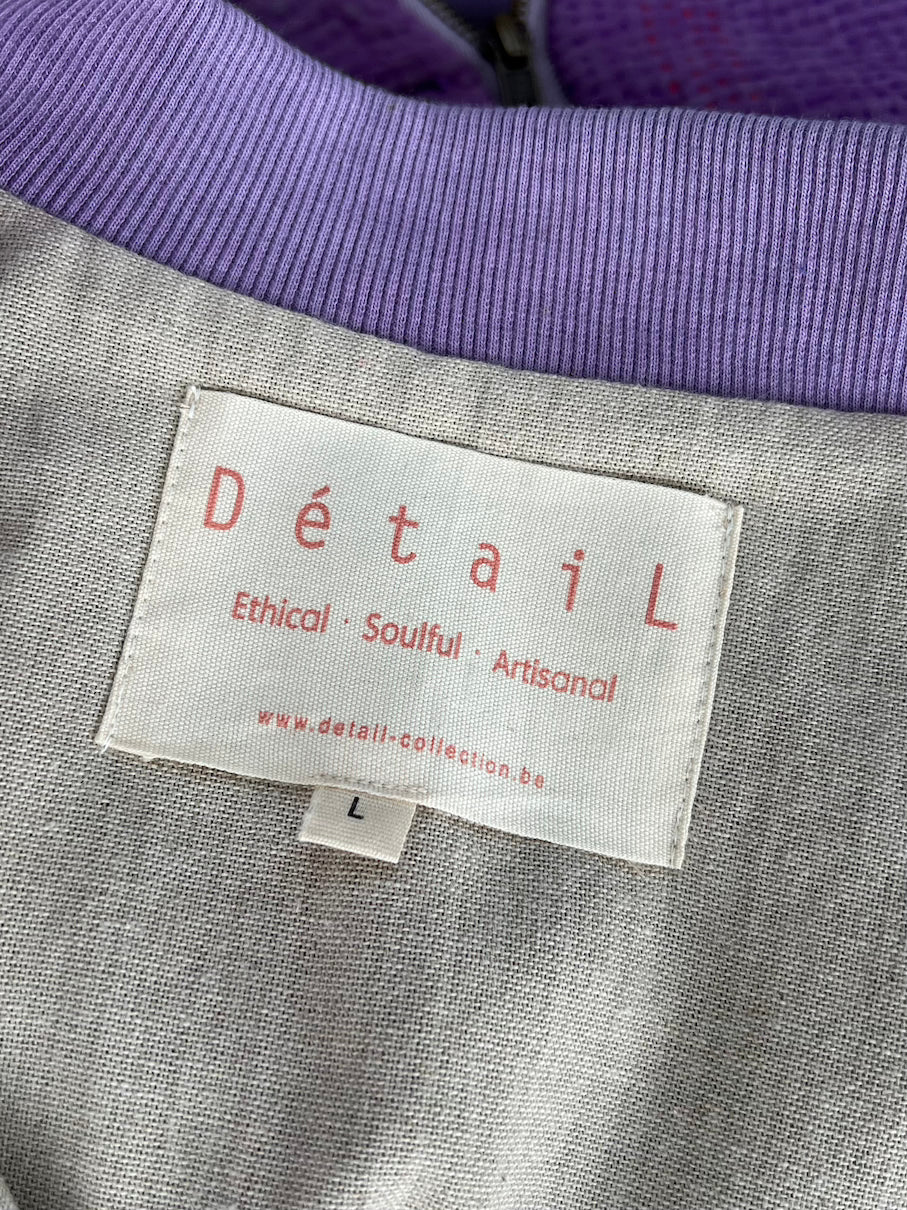 DétaiL
Ethical · Soulful · Artisanal
www.detail-collection.be
L